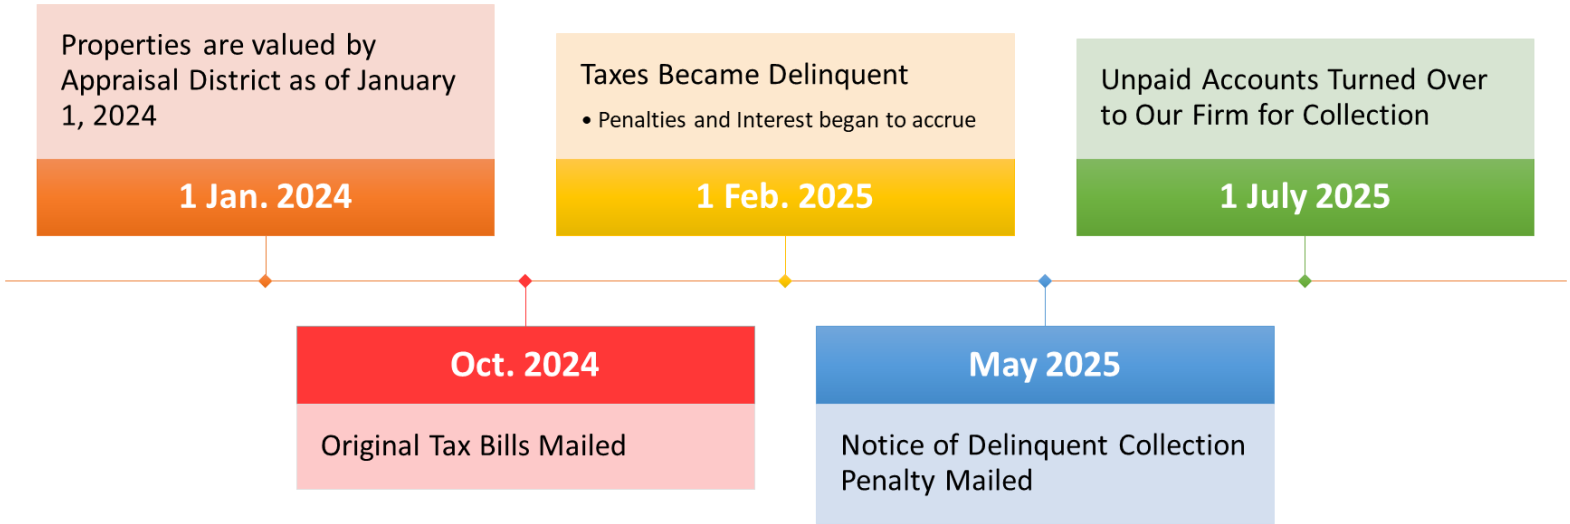 Properties are valued by
Appraisal District as of January
1, 2024
1 Jan. 2024
Oct. 2024
Original Tax Bills Mailed
Taxes Became Delinquent
• Penalties and Interest began to accrue
1 Feb. 2025
May 2025
Notice of Delinquent Collection
Penalty Mailed
Unpaid Accounts Turned Over
to Our Firm for Collection
1 July 2025